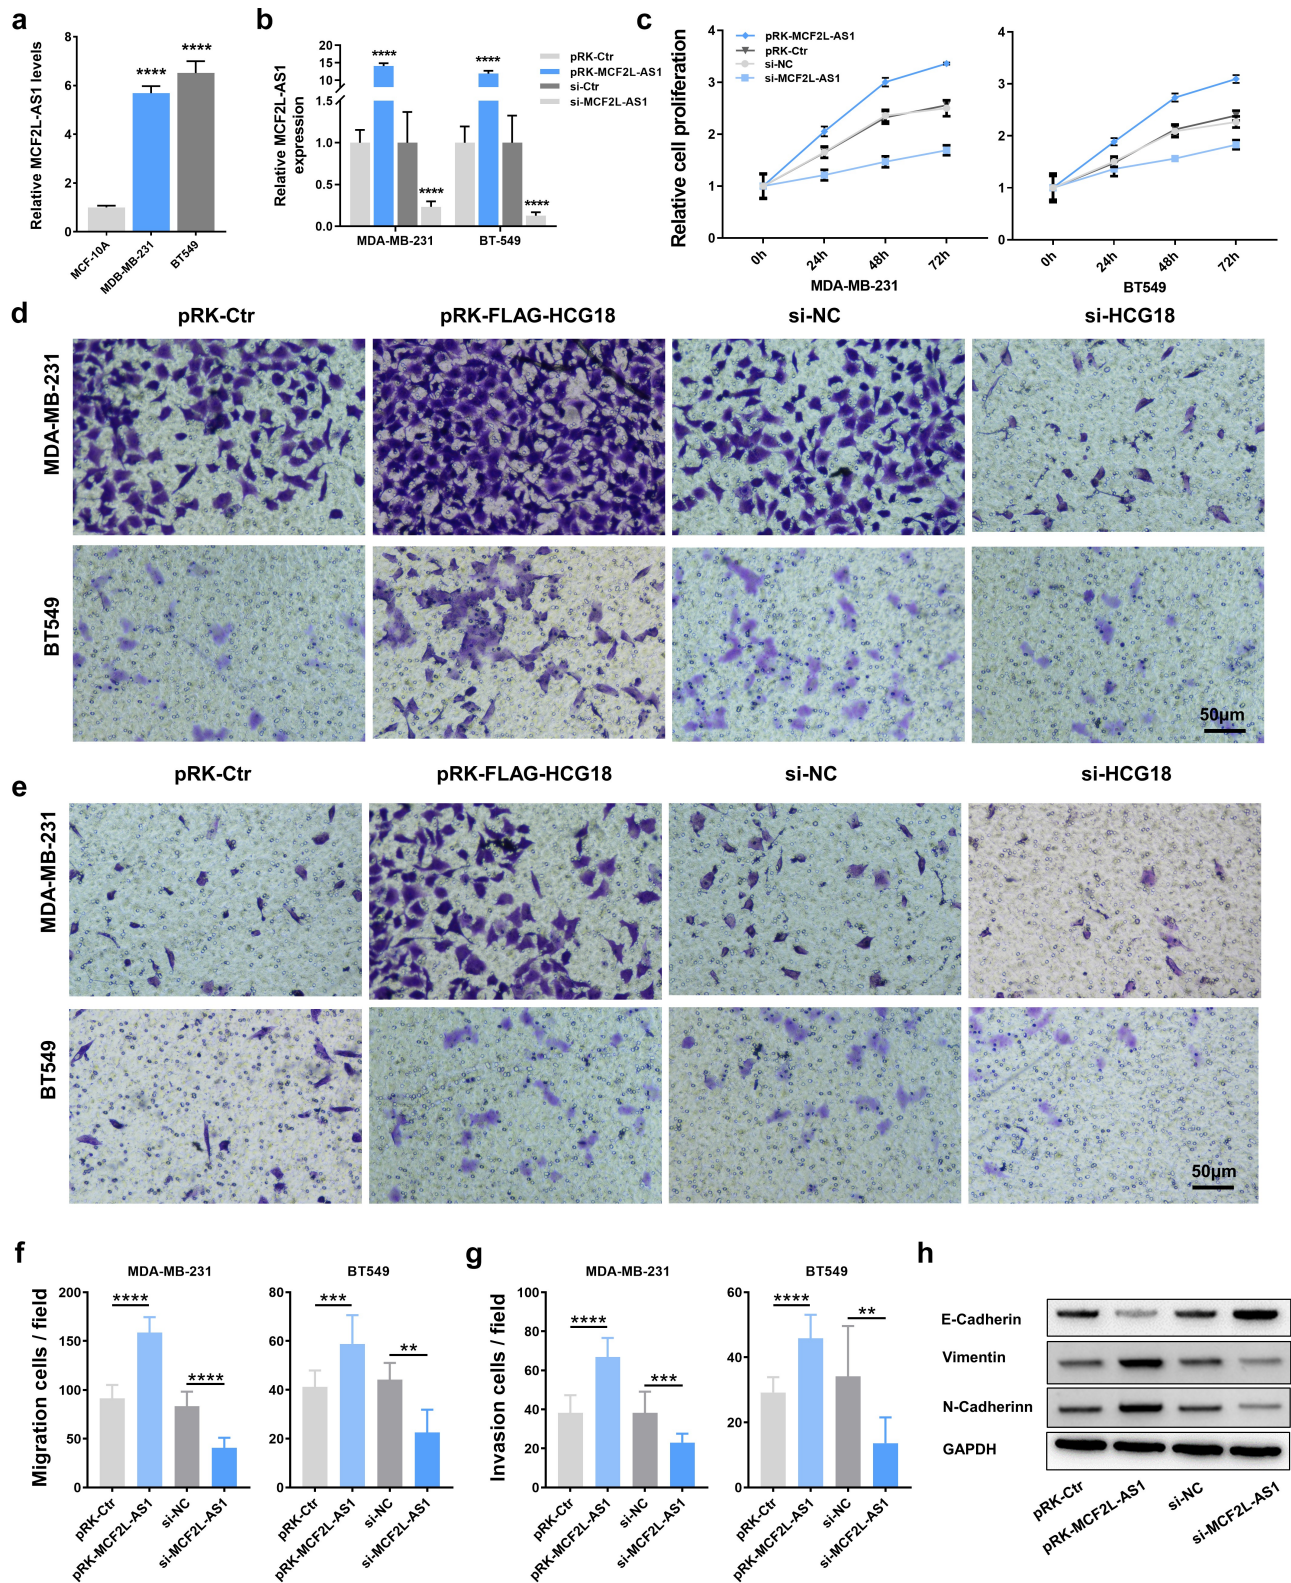 a
Relative MCF2L-AS1 levels
8
6
4
2
0
****
****
MCF-10A
MDB-MB-231
BT549
b
Relative MCF2L-AS1
expression
20
15
10
1.5
1.0
0.5
0.0
****
****
****
****
MDA-MB-231
BT-549
pRK-Ctr
pRK-MCF2L-AS1
si-Ctr
si-MCF2L-AS1
c
Relative cell proliferation
4
3
2
1
0
pRK-MCF2L-AS1
pRK-Ctr
si-NC
si-MCF2L-AS1
0h
24h
48h
72h
MDA-MB-231
4
3
2
1
0
0h
24h
48h
72h
BT549
d
pRK-Ctr
pRK-FLAG-HCG18
si-NC
si-HCG18
MDA-MB-231
BT549
50μm
e
pRK-Ctr
pRK-FLAG-HCG18
si-NC
si-HCG18
MDA-MB-231
BT549
50μm
f
Migration cells / field
MDA-MB-231
200
150
100
50
0
****
****
pRK-Ctr
pRK-MCF2L-AS1
si-NC
si-MCF2L-AS1
BT549
80
60
40
20
0
***
**
pRK-Ctr
pRK-MCF2L-AS1
si-NC
si-MCF2L-AS1
g
Invasion cells / field
MDA-MB-231
100
80
60
40
20
0
****
***
pRK-Ctr
pRK-MCF2L-AS1
si-NC
si-MCF2L-AS1
BT549
60
40
20
0
****
**
pRK-Ctr
pRK-MCF2L-AS1
si-NC
si-MCF2L-AS1
h
E-Cadherin
Vimentin
N-Cadherinn
GAPDH
pRK-Ctr
pRK-MCF2L-AS1
si-NC
si-MCF2L-AS1